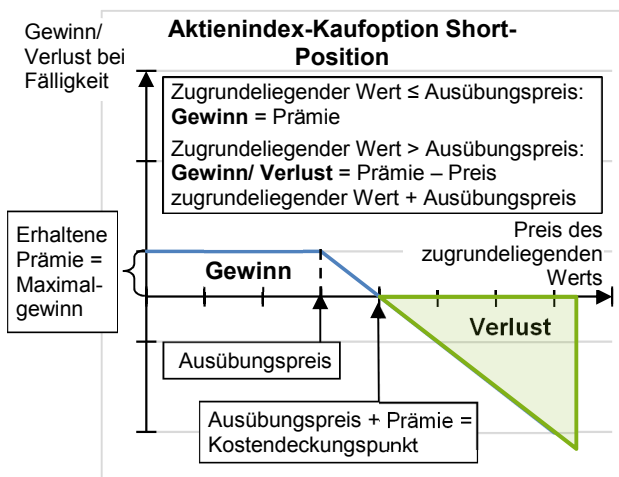 Gewinn/
Verlust bei
Fälligkeit
Aktienindex-Kaufoption Short-
Position
Zugrundeliegender Wert ≤ Ausübungspreis:
Gewinn = Prämie
Zugrundeliegender Wert > Ausübungspreis:
Gewinn/ Verlust = Prämie – Preis
zugrundeliegender Wert + Ausübungspreis
Preis des
zugrundeliegenden
Werts
Erhaltene
Prämie =
Maximal-
gewinn
Gewinn
Verlust
Ausübungspreis
Ausübungspreis + Prämie =
Kostendeckungspunkt